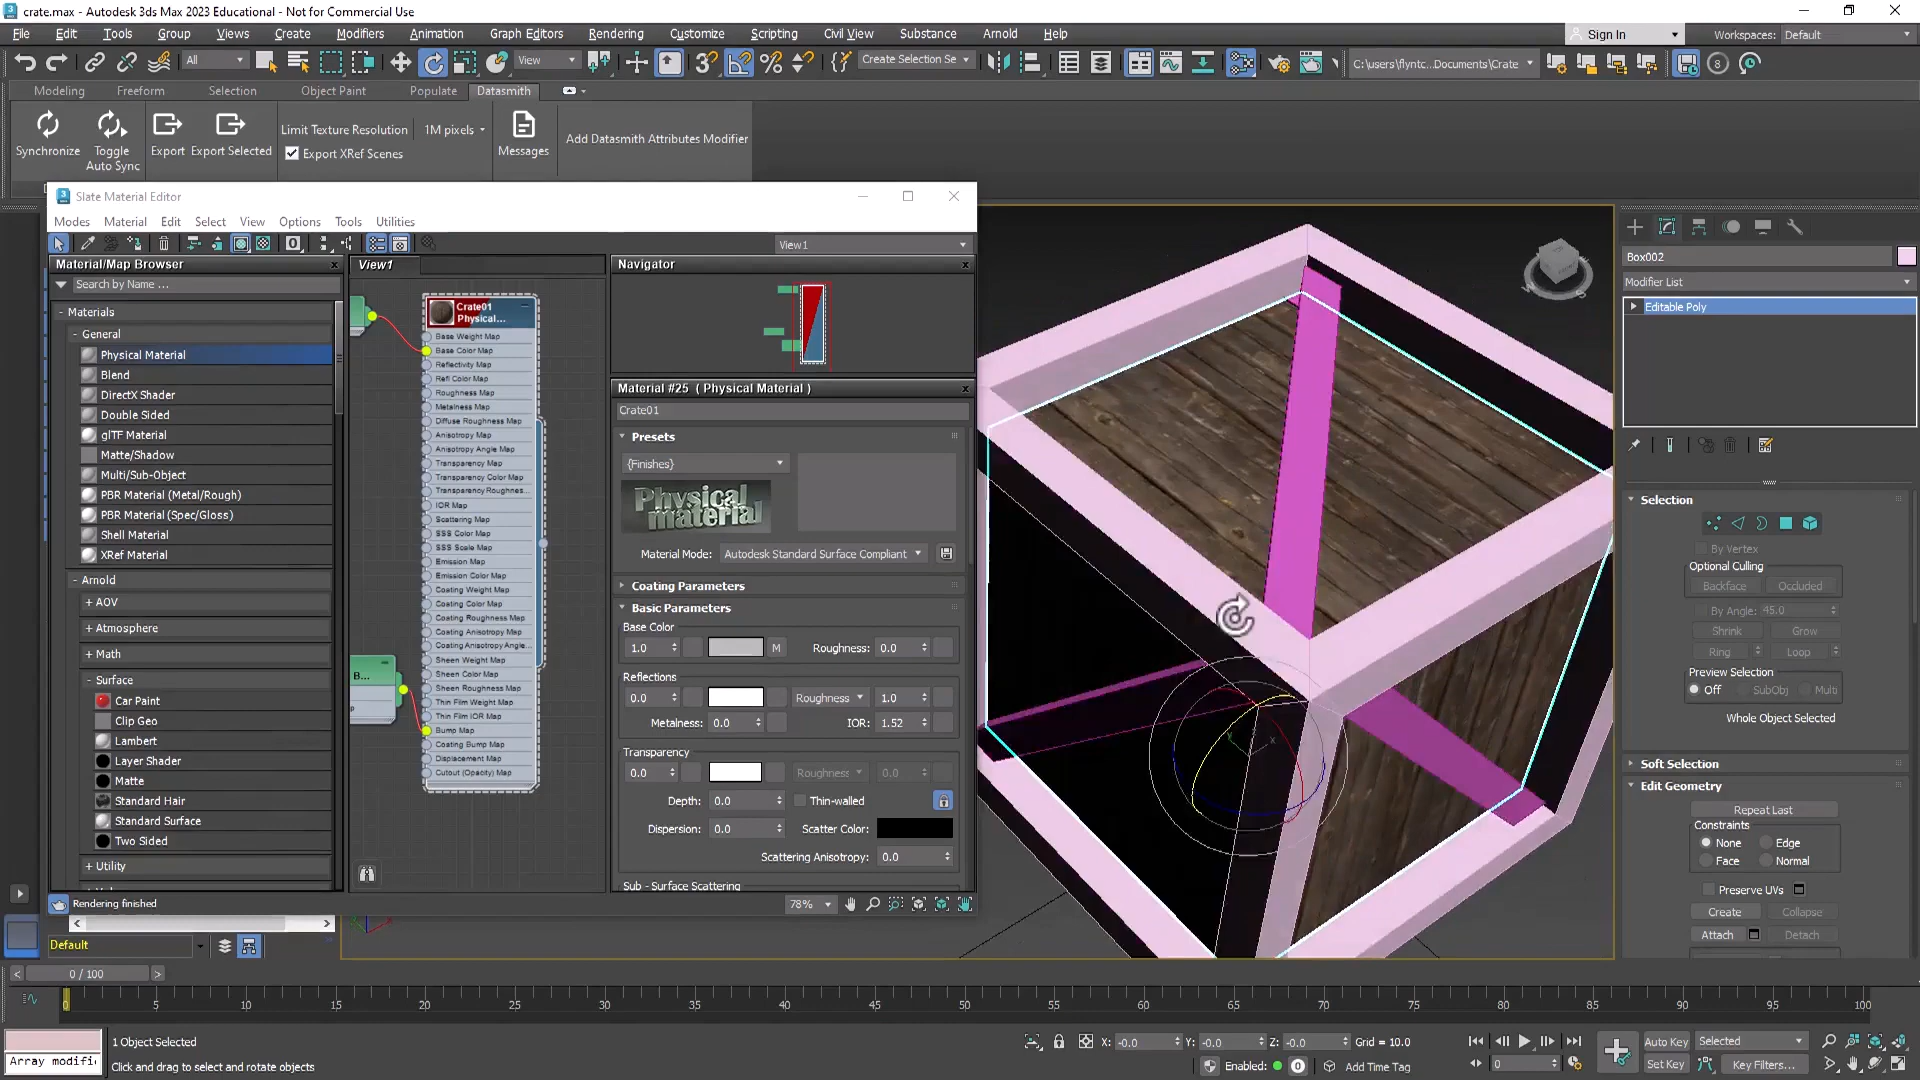 crate.max - Autodesk 3ds Max 2023 Educational - Not for Commercial Use
File Edit Tools Group Views Create Modifiers Animation Graph Editors Rendering Customize Scripting Civil View Substance Arnold Help Sign In Workspaces: Default
All View Create Selection Se C:\users\flyntc...Documents\Crate
Modeling Freeform Selection Object Paint Populate Datasmith
Synchronize Toggle Auto Sync Export Export Selected Limit Texture Resolution 1M pixels Export XRef Scenes Messages Add Datasmith Attributes Modifier
Slate Material Editor
Modes Material Edit Select View Options Tools Utilities
View1
Material/Map Browser
Search by Name ...
- Materials
- General
Physical Material
Blend
DirectX Shader
Double Sided
glTF Material
Matte/Shadow
Multi/Sub-Object
PBR Material (Metal/Rough)
PBR Material (Spec/Gloss)
Shell Material
XRef Material
- Arnold
+ AOV
+ Atmosphere
+ Math
- Surface
Car Paint
Clip Geo
Lambert
Layer Shader
Matte
Standard Hair
Standard Surface
Two Sided
+ Utility
Rendering finished
View1
Crate01
Physical...
Base Weight Map
Base Color Map
Reflectivity Map
Refl Color Map
Roughness Map
Metalness Map
Diffuse Roughness Map
Anisotropy Map
Anisotropy Angle Map
Transparency Map
Transparency Color Map
Transparency Roughnes...
IOR Map
Scattering Map
SSS Color Map
SSS Scale Map
Emission Map
Emission Color Map
Coating Weight Map
Coating Color Map
Coating Roughness Map
Coating Anisotropy Map
Coating Anisotropy Angle...
Sheen Weight Map
Sheen Color Map
Sheen Roughness Map
Thin Film Weight Map
Thin Film IOR Map
Bump Map
Coating Bump Map
Displacement Map
Cutout (Opacity) Map
B...
Navigator
Material #25 ( Physical Material )
Crate01
Presets
{Finishes}
Physical material
Material Mode: Autodesk Standard Surface Compliant
Coating Parameters
Basic Parameters
Base Color
1.0 M Roughness: 0.0
Reflections
0.0 Roughness 1.0
Metalness: 0.0 IOR: 1.52
Transparency
0.0 Roughness 0.0
Depth: 0.0 Thin-walled
Dispersion: 0.0 Scatter Color:
Scattering Anisotropy: 0.0
Sub - Surface Scattering
78%
Box002
Modifier List
Editable Poly
Selection
By Vertex
Optional Culling
Backface Occluded
By Angle: 45.0
Shrink Grow
Ring Loop
Preview Selection
Off SubObj Multi
Whole Object Selected
Soft Selection
Edit Geometry
Repeat Last
Constraints
None Edge
Face Normal
Preserve UVs
Create Collapse
Attach Detach
Default
0 / 100
0 5 10 15 20 25 30 35 40 45 50 55 60 65 70 75 80 85 90 95 100
1 Object Selected X: -0.0 Y: -0.0 Z: -0.0 Grid = 10.0 Auto Key Selected
Array modifi Click and drag to select and rotate objects Enabled: 0 Add Time Tag 0 Set Key Key Filters...